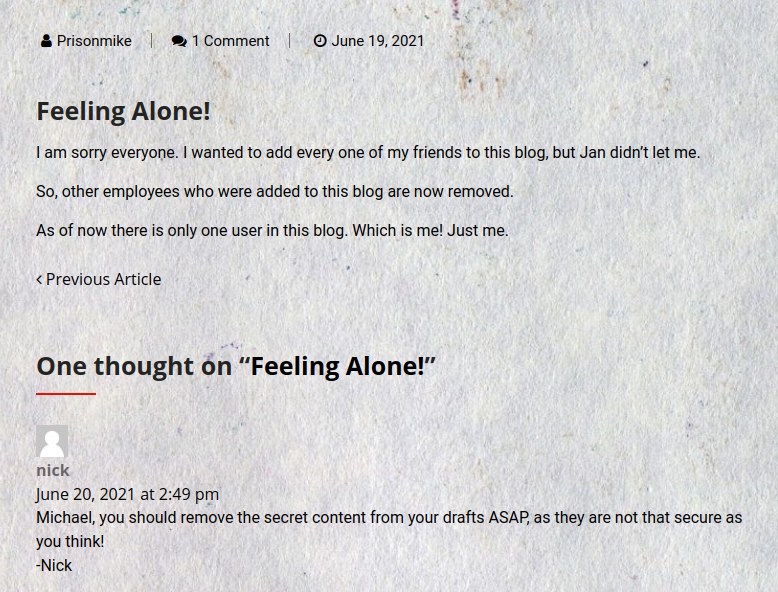 Prisonmike 1 Comment June 19, 2021
Feeling Alone!
I am sorry everyone. I wanted to add every one of my friends to this blog, but Jan didn’t let me.
So, other employees who were added to this blog are now removed.
As of now there is only one user in this blog. Which is me! Just me.
‹ Previous Article
One thought on “Feeling Alone!”
nick
June 20, 2021 at 2:49 pm
Michael, you should remove the secret content from your drafts ASAP, as they are not that secure as
you think!
-Nick